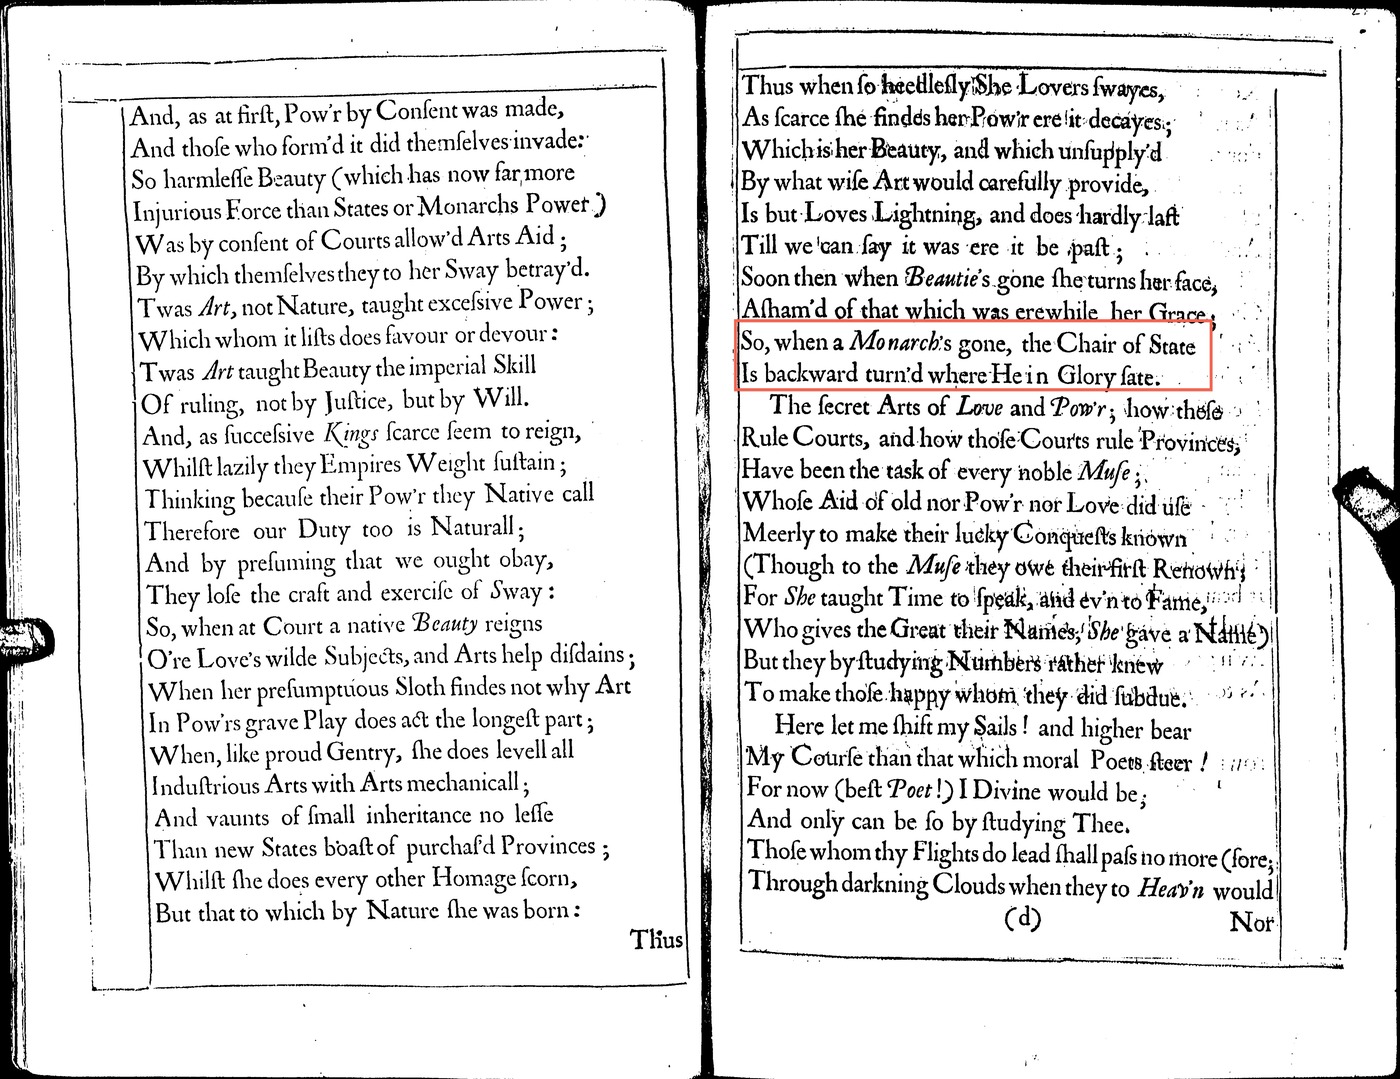 And, as at firſt, Pow'r by Conſent was made,
And thoſe who form'd it did themſelves invade:
So harmleſſe Beauty (which has now far more
Injurious Force than States or Monarchs Power.)
Was by conſent of Courts allow'd Arts Aid;
By which themſelves they to her Sway betray'd.
Twas Art, not Nature, taught exceſsive Power;
Which whom it liſts does favour or devour:
Twas Art taught Beauty the imperial Skill
Of ruling, not by Juſtice, but by Will.
And, as ſucceſsive Kings ſcarce ſeem to reign,
Whilſt lazily they Empires Weight ſuſtain;
Thinking becauſe their Pow'r they Native call
Therefore our Duty too is Naturall;
And by preſuming that we ought obay,
They loſe the craft and exerciſe of Sway:
So, when at Court a native Beauty reigns
O're Love's wilde Subjects, and Arts help diſdains;
When her preſumptuous Sloth findes not why Art
In Pow'rs grave Play does act the longeſt part;
When, like proud Gentry, ſhe does levell all
Induſtrious Arts with Arts mechanicall;
And vaunts of ſmall inheritance no leſſe
Than new States boaſt of purchaſ'd Provinces;
Whilſt ſhe does every other Homage ſcorn,
But that to which by Nature ſhe was born:
Thus
Thus when ſo heedleſly She Lovers ſwayes,
As ſcarce ſhe findes her Pow'r ere it decayes;
Which is her Beauty, and which unſupply'd
By what wiſe Art would carefully provide,
Is but Loves Lightning, and does hardly laſt
Till we can ſay it was ere it be paſt;
Soon then when Beautie's gone ſhe turns her face,
Aſham'd of that which was erewhile her Grace;
So, when a Monarch's gone, the Chair of State
Is backward turn'd where He in Glory ſate.
The ſecret Arts of Love and Pow'r; how theſe
Rule Courts, and how thoſe Courts rule Provinces,
Have been the task of every noble Muſe;
Whoſe Aid of old nor Pow'r nor Love did uſe
Meerly to make their lucky Conqueſts known
(Though to the Muſe they owe their firſt Renown;
For She taught Time to ſpeak, and ev'n to Fame,
Who gives the Great their Names, She gave a Name)
But they by ſtudying Numbers rather knew
To make thoſe happy whom they did ſubdue.
Here let me ſhift my Sails! and higher bear
My Courſe than that which moral Poets ſteer!
For now (beſt Poet!) I Divine would be;
And only can be ſo by ſtudying Thee.
Thoſe whom thy Flights do lead ſhall paſs no more (ſore;
Through darkning Clouds when they to Heav'n would
(d) Nor